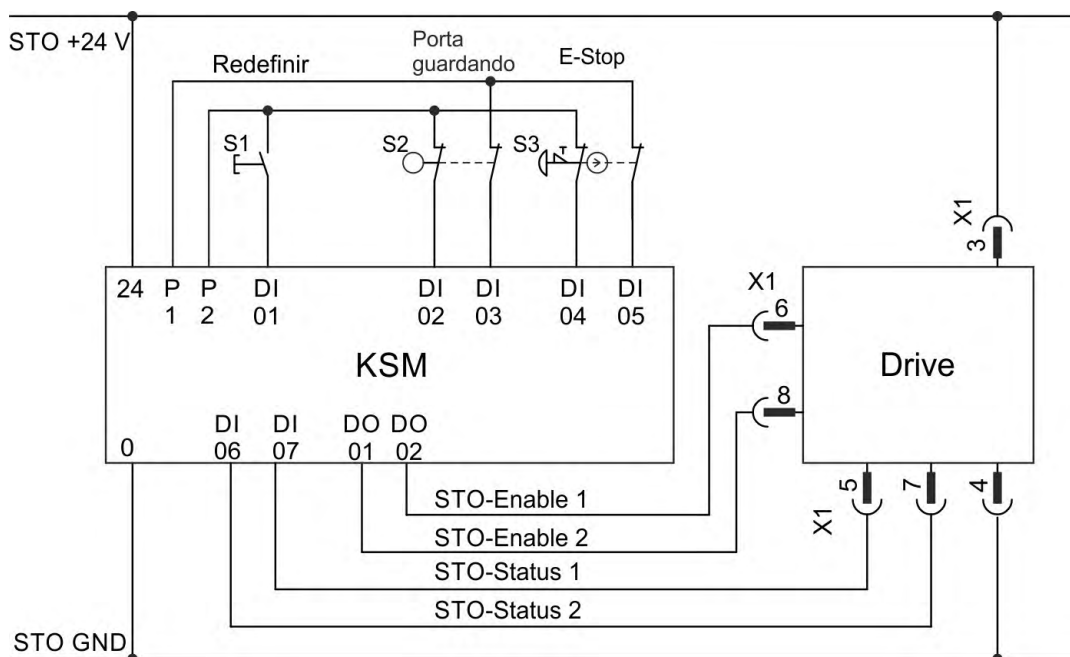 STO +24 V
Redefinir
Porta
guardando
E-Stop
S1
S2
S3
X1
3
24 P P DI DI DI DI DI
1 2 01 02 03 04 05
X1
6
KSM
Drive
8
0 DI DI DO DO
06 07 01 02
5 7 4
X1
STO-Enable 1
STO-Enable 2
STO-Status 1
STO-Status 2
STO GND